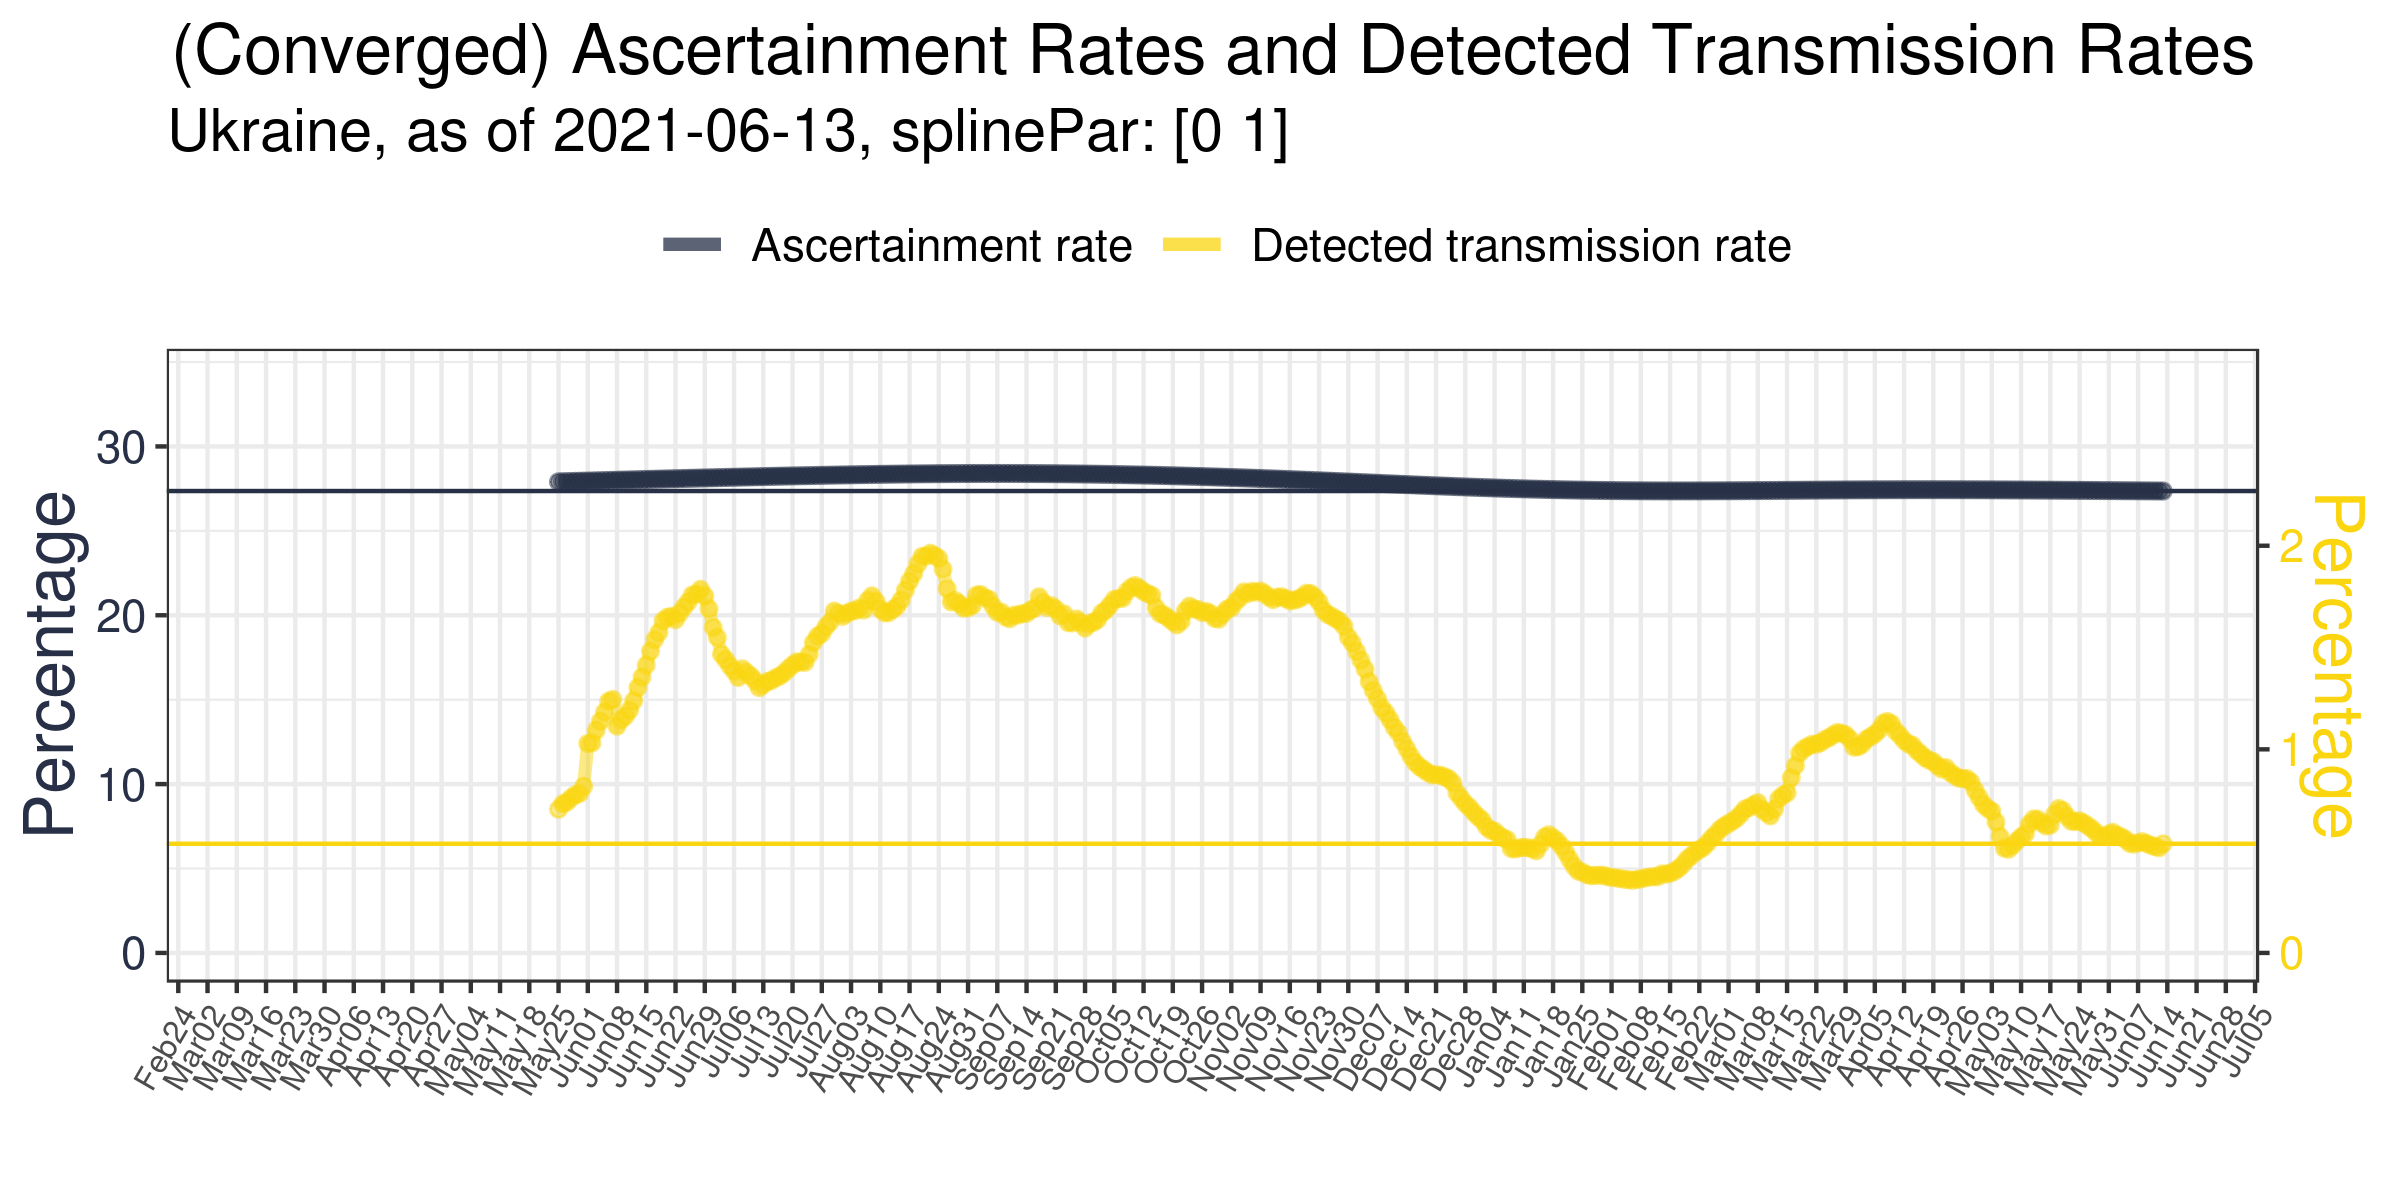 (Converged) Ascertainment Rates and Detected Transmission Rates
Ukraine, as of 2021-06-13, splinePar: [0 1]
Ascertainment rate
Detected transmission rate
Percentage
30
20
10
0
2
1
0
Percentage
Feb24
Mar02
Mar09
Mar16
Mar23
Mar30
Apr06
Apr13
Apr20
Apr27
May04
May11
May18
May25
Jun01
Jun08
Jun15
Jun22
Jun29
Jul06
Jul13
Jul20
Jul27
Aug03
Aug10
Aug17
Aug24
Aug31
Sep07
Sep14
Sep21
Sep28
Oct05
Oct12
Oct19
Oct26
Nov02
Nov09
Nov16
Nov23
Nov30
Dec07
Dec14
Dec21
Dec28
Jan04
Jan11
Jan18
Jan25
Feb01
Feb08
Feb15
Feb22
Mar01
Mar08
Mar15
Mar22
Mar29
Apr05
Apr12
Apr19
Apr26
May03
May10
May17
May24
May31
Jun07
Jun14
Jun21
Jun28
Jul05